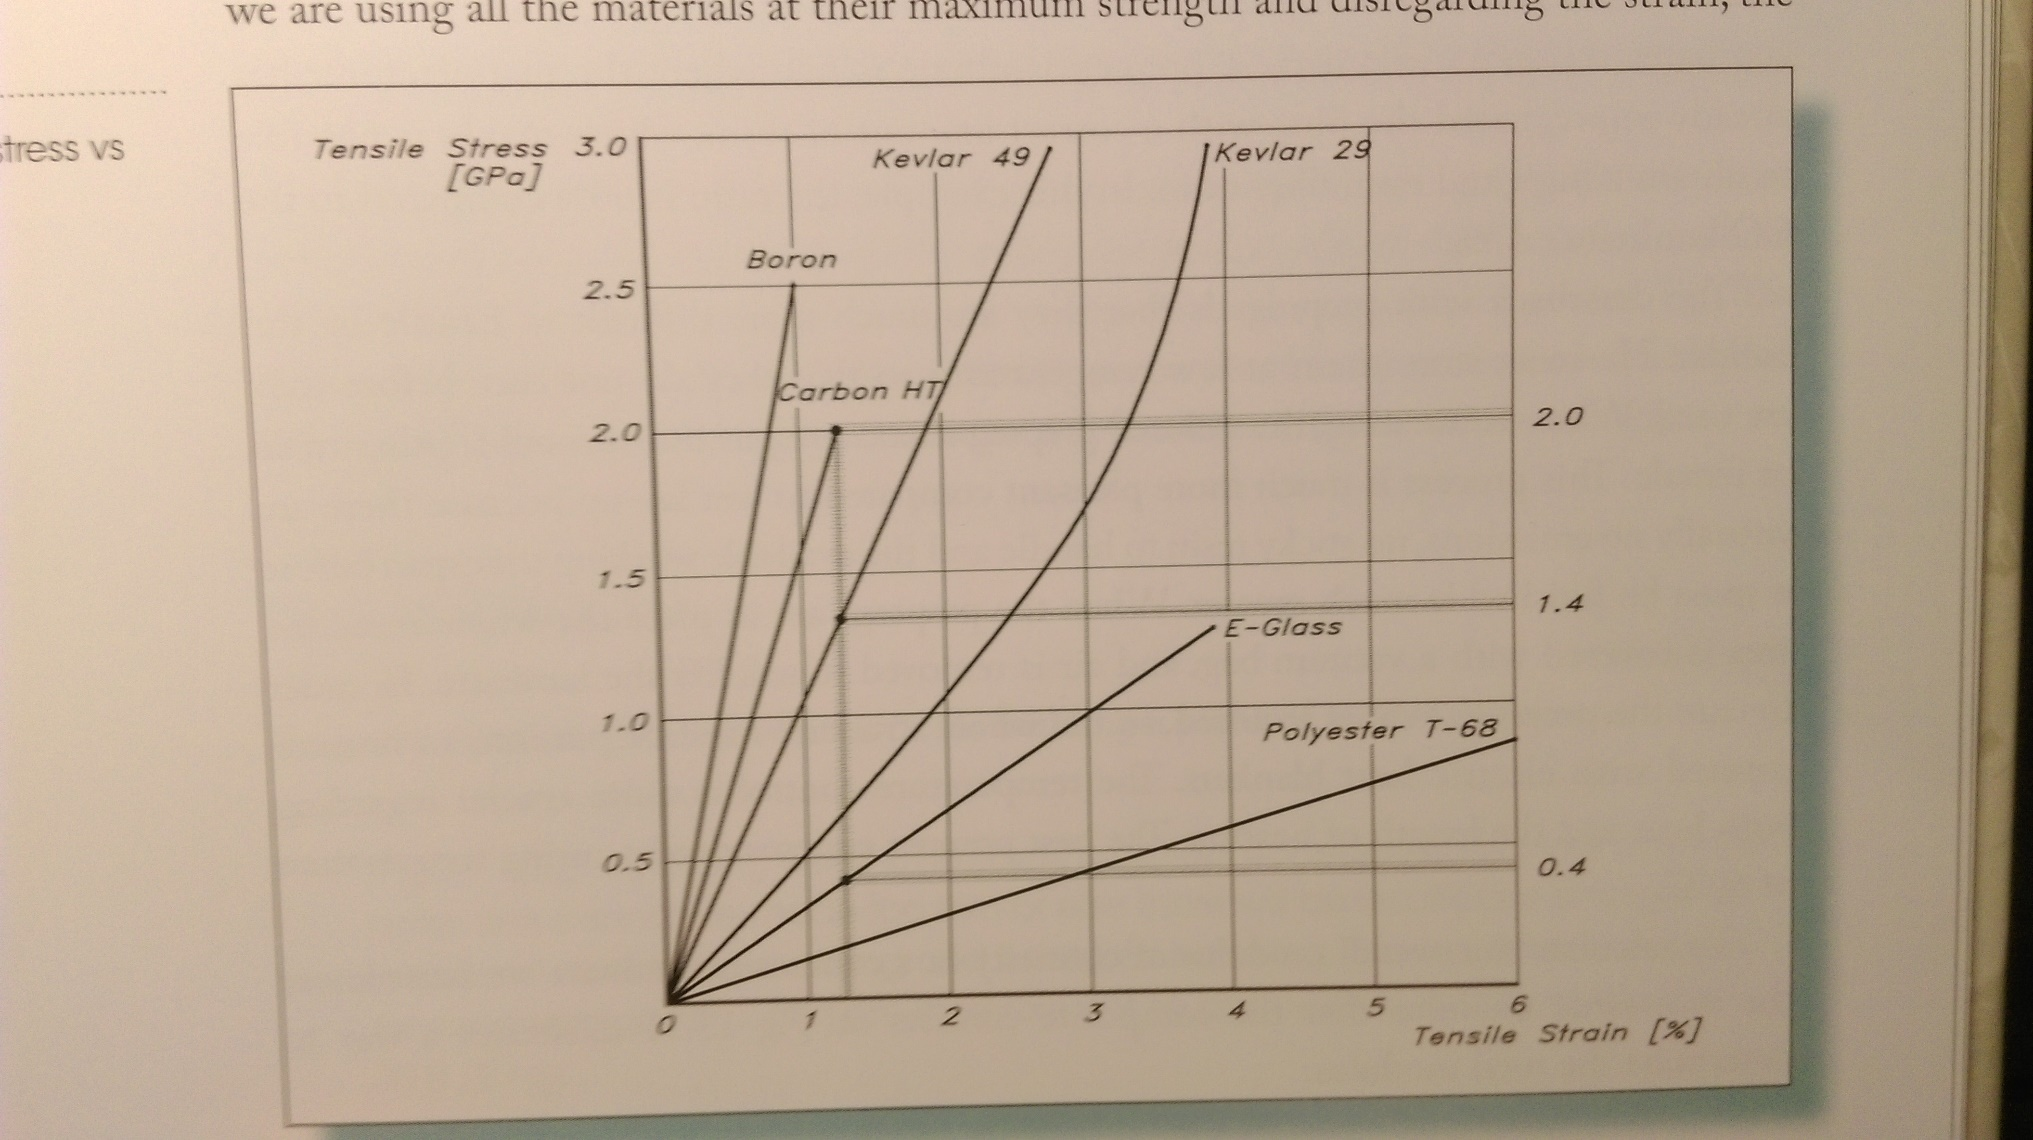 we are using all the materials at their maximum strength and disregarding the strain, the
stress vs
Tensile Stress 3.0
[GPa]
Kevlar 49
Kevlar 29
Boron
2.5
Carbon HT
2.0
2.0
1.5
1.4
E-Glass
1.0
Polyester T-68
0.5
0.4
0 1 2 3 4 5 6
Tensile Strain [%]